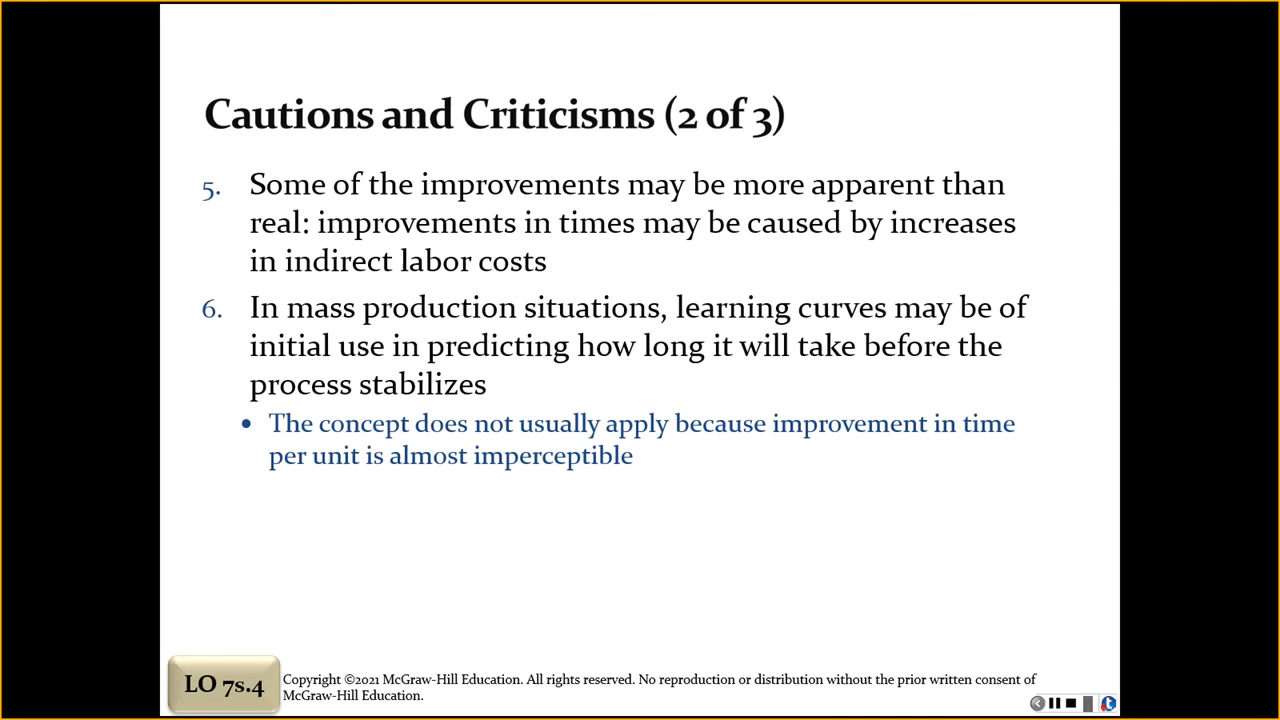 Cautions and Criticisms (2 of 3)
5. Some of the improvements may be more apparent than
real: improvements in times may be caused by increases
in indirect labor costs
6. In mass production situations, learning curves may be of
initial use in predicting how long it will take before the
process stabilizes
• The concept does not usually apply because improvement in time
per unit is almost imperceptible
LO 7s.4
Copyright ©2021 McGraw-Hill Education. All rights reserved. No reproduction or distribution without the prior written consent of
McGraw-Hill Education.